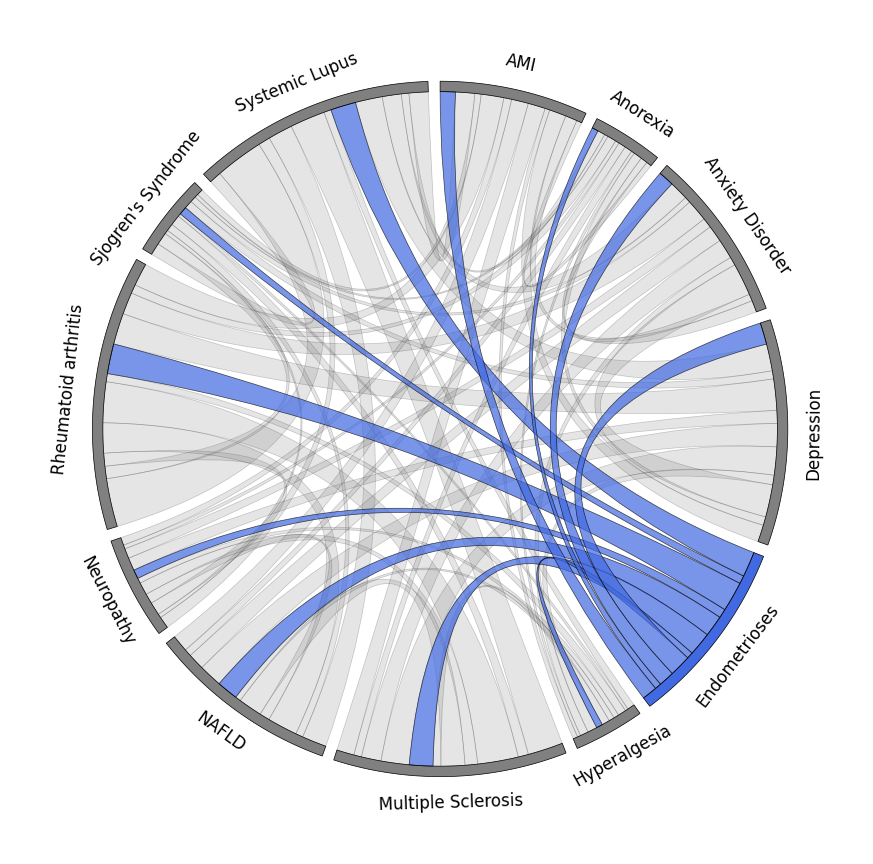 AMI
Anorexia
Anxiety Disorder
Depression
Endometrioses
Hyperalgesia
Multiple Sclerosis
NAFLD
Neuropathy
Rheumatoid arthritis
Sjogren's Syndrome
Systemic Lupus